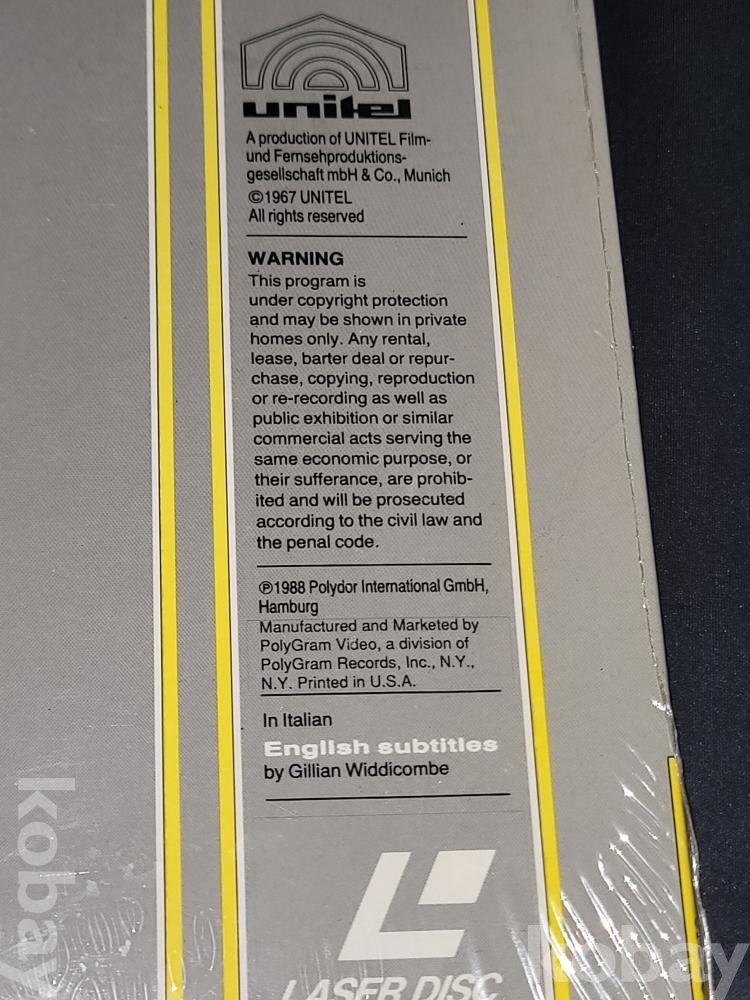 unitel
A production of UNITEL Film-
und Fernsehproduktions-
gesellschaft mbH & Co., Munich
©1967 UNITEL
All rights reserved
WARNING
This program is
under copyright protection
and may be shown in private
homes only. Any rental,
lease, barter deal or repur-
chase, copying, reproduction
or re-recording as well as
public exhibition or similar
commercial acts serving the
same economic purpose, or
their sufferance, are prohib-
ited and will be prosecuted
according to the civil law and
the penal code.
℗1988 Polydor International GmbH,
Hamburg
Manufactured and Marketed by
PolyGram Video, a division of
PolyGram Records, Inc., N.Y.,
N.Y. Printed in U.S.A.
In Italian
English subtitles
by Gillian Widdicombe
LASER DISC
kobay
kobay